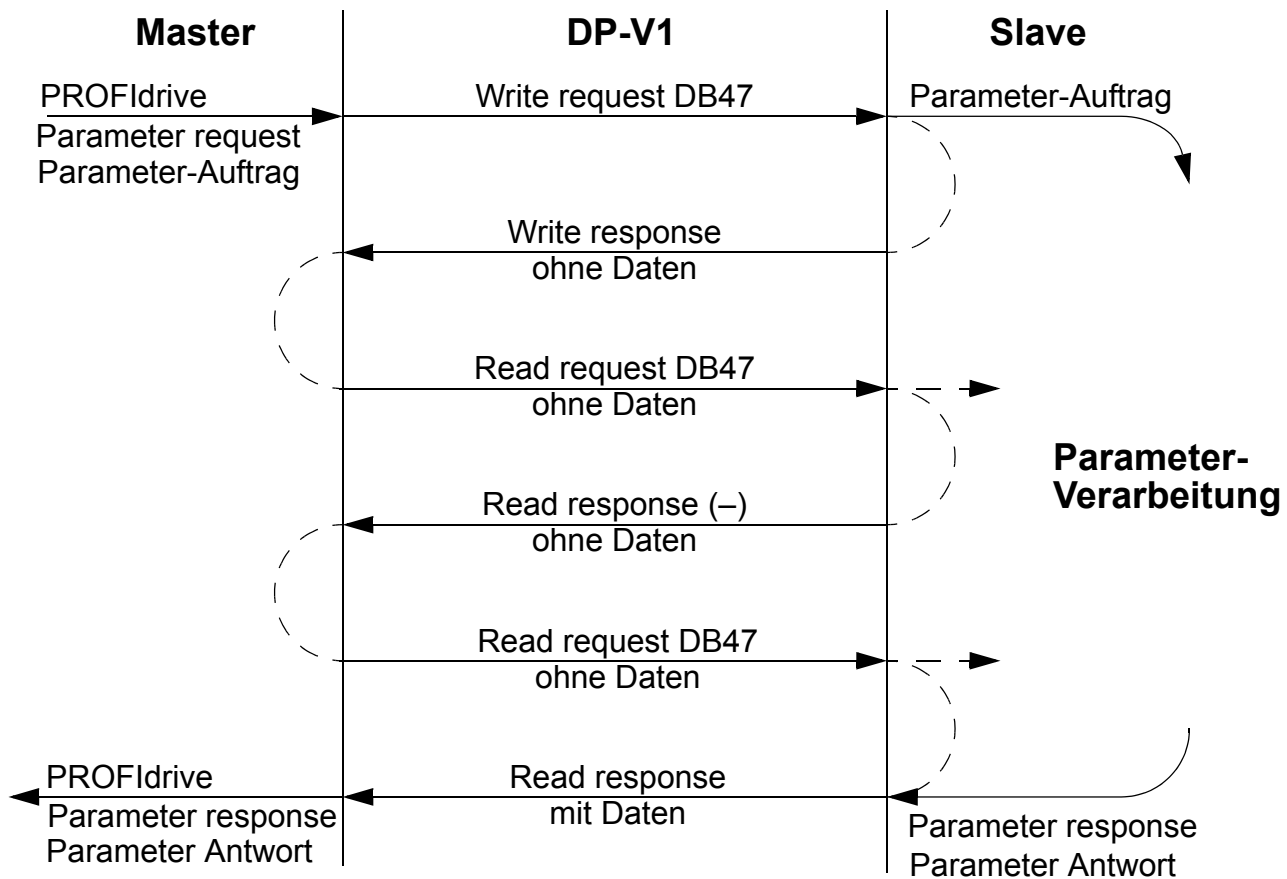 Master
DP-V1
Slave
PROFIdrive
Write request DB47
Parameter-Auftrag
Parameter request
Parameter-Auftrag
Write response
ohne Daten
Read request DB47
ohne Daten
Parameter-
Verarbeitung
Read response (–)
ohne Daten
Read request DB47
ohne Daten
PROFIdrive
Read response
mit Daten
Parameter response
Parameter Antwort
Parameter response
Parameter Antwort